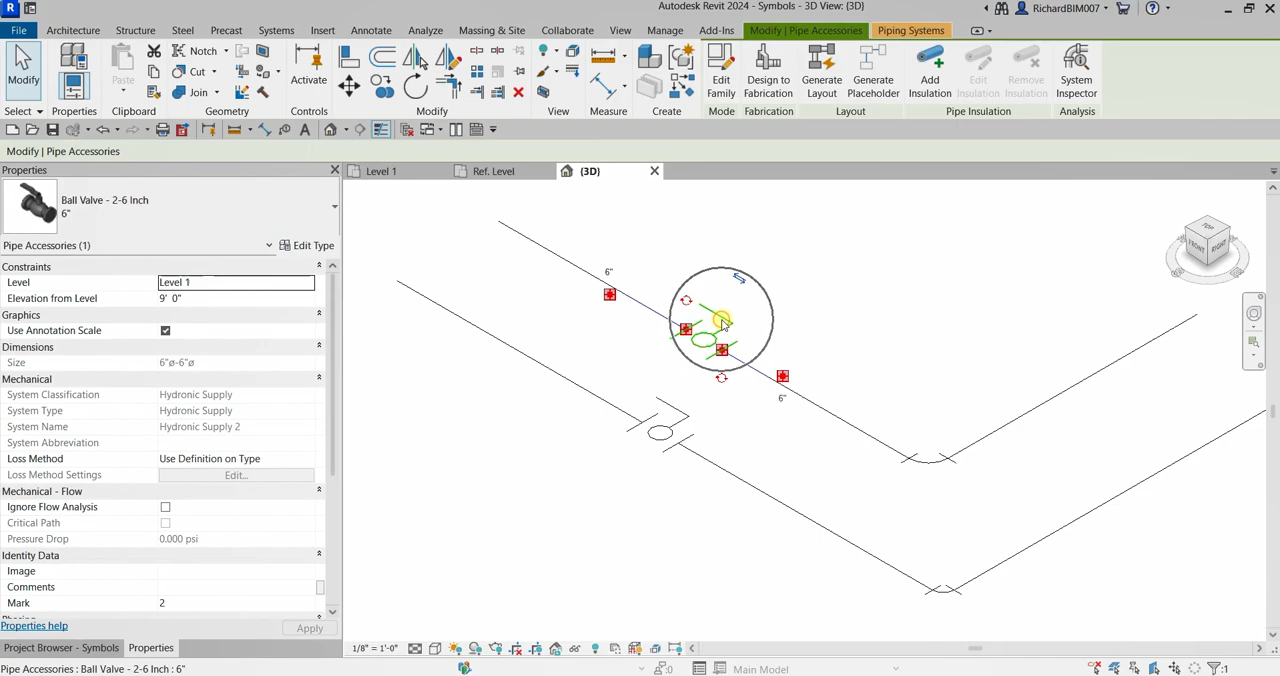 Autodesk Revit 2024 - Symbols - 3D View: {3D}
RichardBIM007
File
Architecture
Structure
Steel
Precast
Systems
Insert
Annotate
Analyze
Massing & Site
Collaborate
View
Manage
Add-Ins
Modify | Pipe Accessories
Piping Systems
Modify
Properties
Paste
Notch
Cut
Join
Activate
Edit Family
Design to Fabrication
Generate Layout
Generate Placeholder
Add Insulation
Edit Insulation
Remove Insulation
System Inspector
Select
Properties
Clipboard
Geometry
Controls
Modify
View
Measure
Create
Mode
Fabrication
Layout
Pipe Insulation
Analysis
Modify | Pipe Accessories
Properties
Level 1
Ref. Level
{3D}
Ball Valve - 2-6 Inch
6"
Pipe Accessories (1)
Edit Type
Constraints
Level
Level 1
Elevation from Level
9' 0"
Graphics
Use Annotation Scale
Dimensions
Size
6"ø-6"ø
Mechanical
System Classification
Hydronic Supply
System Type
Hydronic Supply
System Name
Hydronic Supply 2
System Abbreviation
Loss Method
Use Definition on Type
Loss Method Settings
Edit...
Mechanical - Flow
Ignore Flow Analysis
Critical Path
Pressure Drop
0.000 psi
Identity Data
Image
Comments
Mark
2
Properties help
Apply
Project Browser - Symbols
Properties
6"
6"
TOP
FRONT
RIGHT
1/8" = 1'-0"
Pipe Accessories : Ball Valve - 2-6 Inch : 6"
:0
Main Model
:1